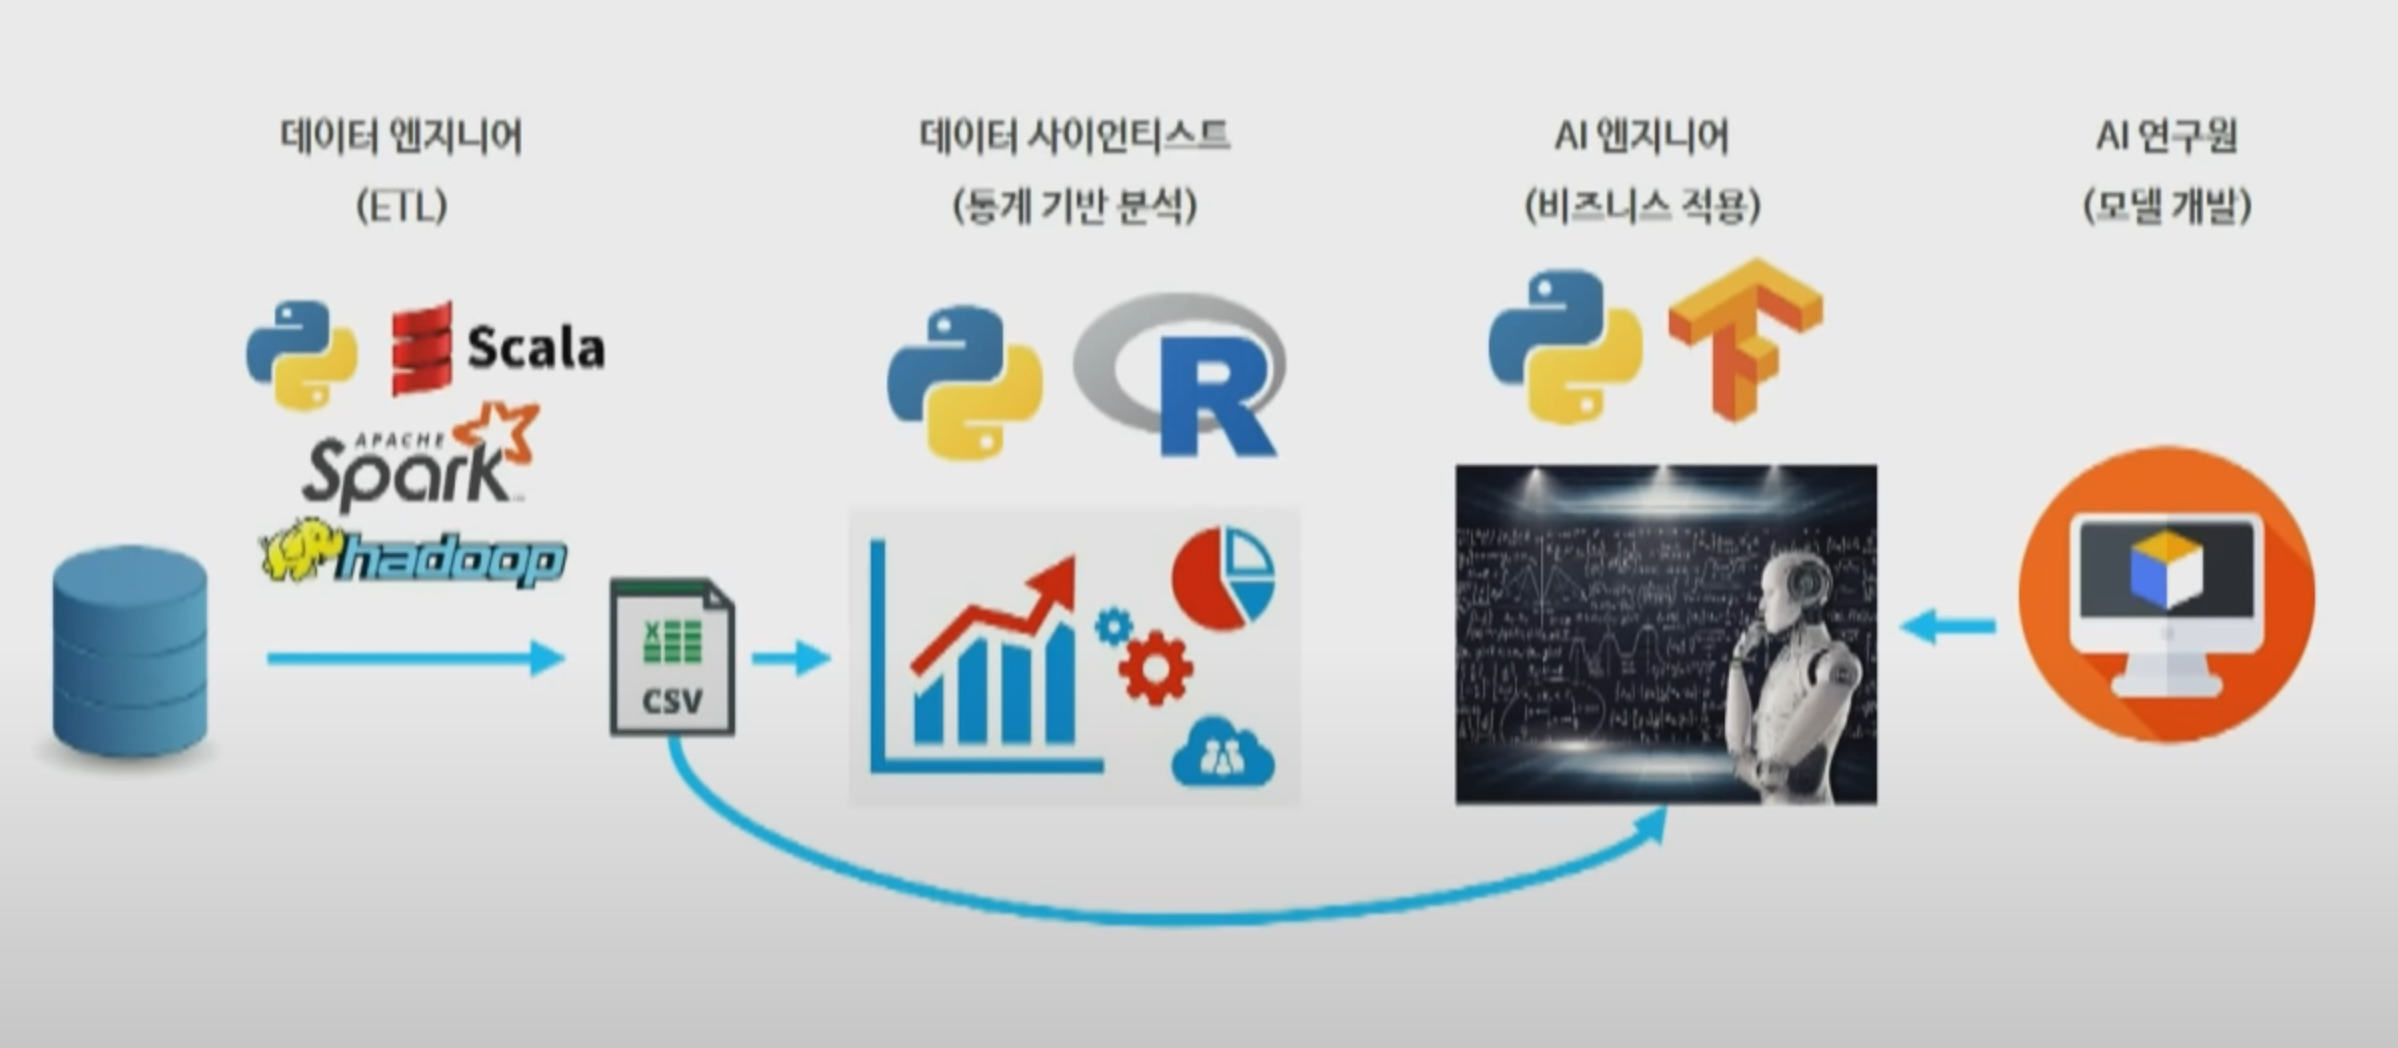 데이터 엔지니어
(ETL)
데이터 사이언티스트
(통계 기반 분석)
AI 엔지니어
(비즈니스 적용)
AI 연구원
(모델 개발)
Scala
R
APACHE
Spark
hadoop
X
CSV